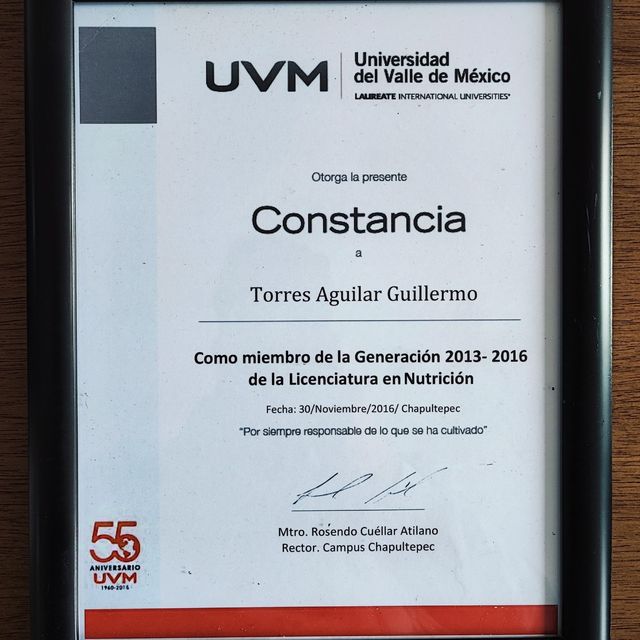 UVM
Universidad
del Valle de México
LAUREATE INTERNATIONAL UNIVERSITIES®
Otorga la presente
Constancia
a
Torres Aguilar Guillermo
Como miembro de la Generación 2013- 2016
de la Licenciatura en Nutrición
Fecha: 30/Noviembre/2016/ Chapultepec
"Por siempre responsable de lo que se ha cultivado"
Mtro. Rosendo Cuéllar Atilano
Rector. Campus Chapultepec
55
ANIVERSARIO
UVM
1960-2015